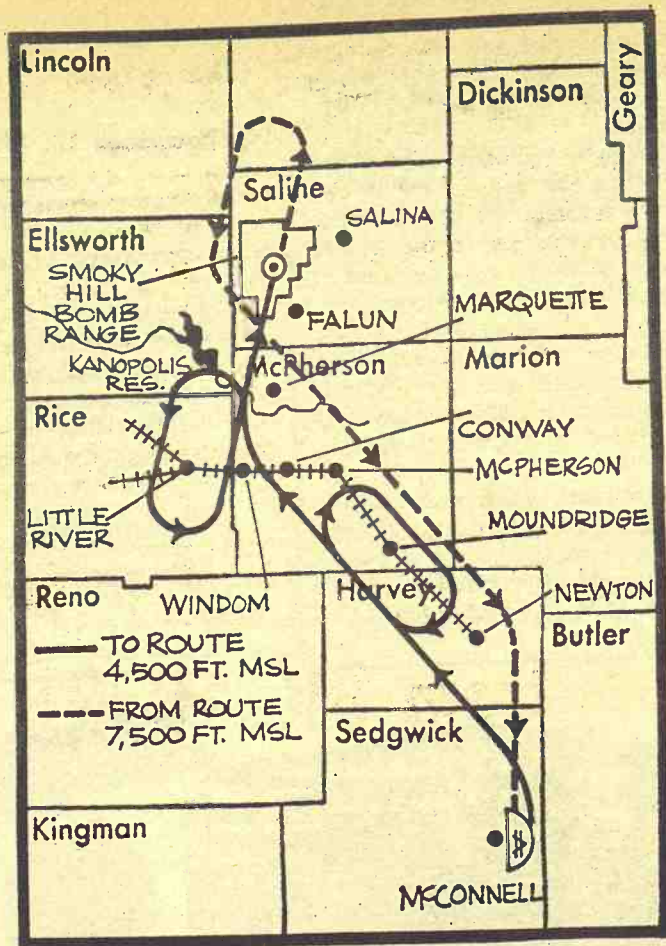 Lincoln
Dickinson
Geary
Saline
SALINA
Ellsworth
SMOKY
HILL
BOMB
RANGE
FALUN
MARQUETTE
KANOPOLIS
RES.
McPherson
Marion
Rice
CONWAY
MCPHERSON
LITTLE
RIVER
MOUNDRIDGE
Reno
WINDOM
Harvey
NEWTON
Butler
TO ROUTE
4,500 FT. MSL
FROM ROUTE
7,500 FT. MSL
Sedgwick
Kingman
McCONNELL